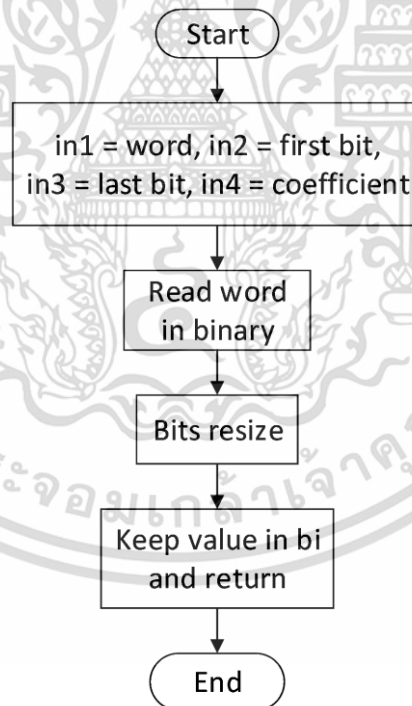 Start
in1 = word, in2 = first bit,
in3 = last bit, in4 = coefficient
Read word
in binary
Bits resize
Keep value in bi
and return
End